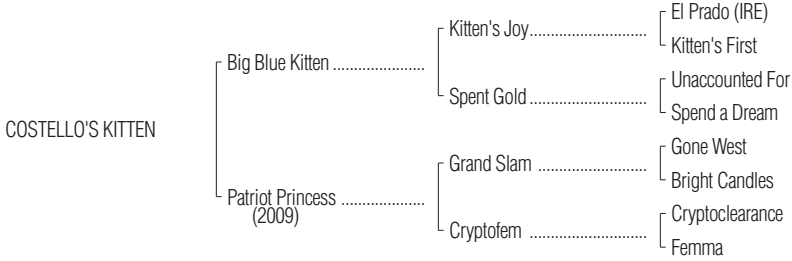 El Prado (IRE)
Kitten's Joy..............................
Kitten's First
Big Blue Kitten .......................
Unaccounted For
Spent Gold..............................
Spend a Dream
COSTELLO'S KITTEN
Gone West
Grand Slam ............................
Bright Candles
Patriot Princess .....................
(2009)
Cryptoclearance
Cryptofem ..............................
Femma